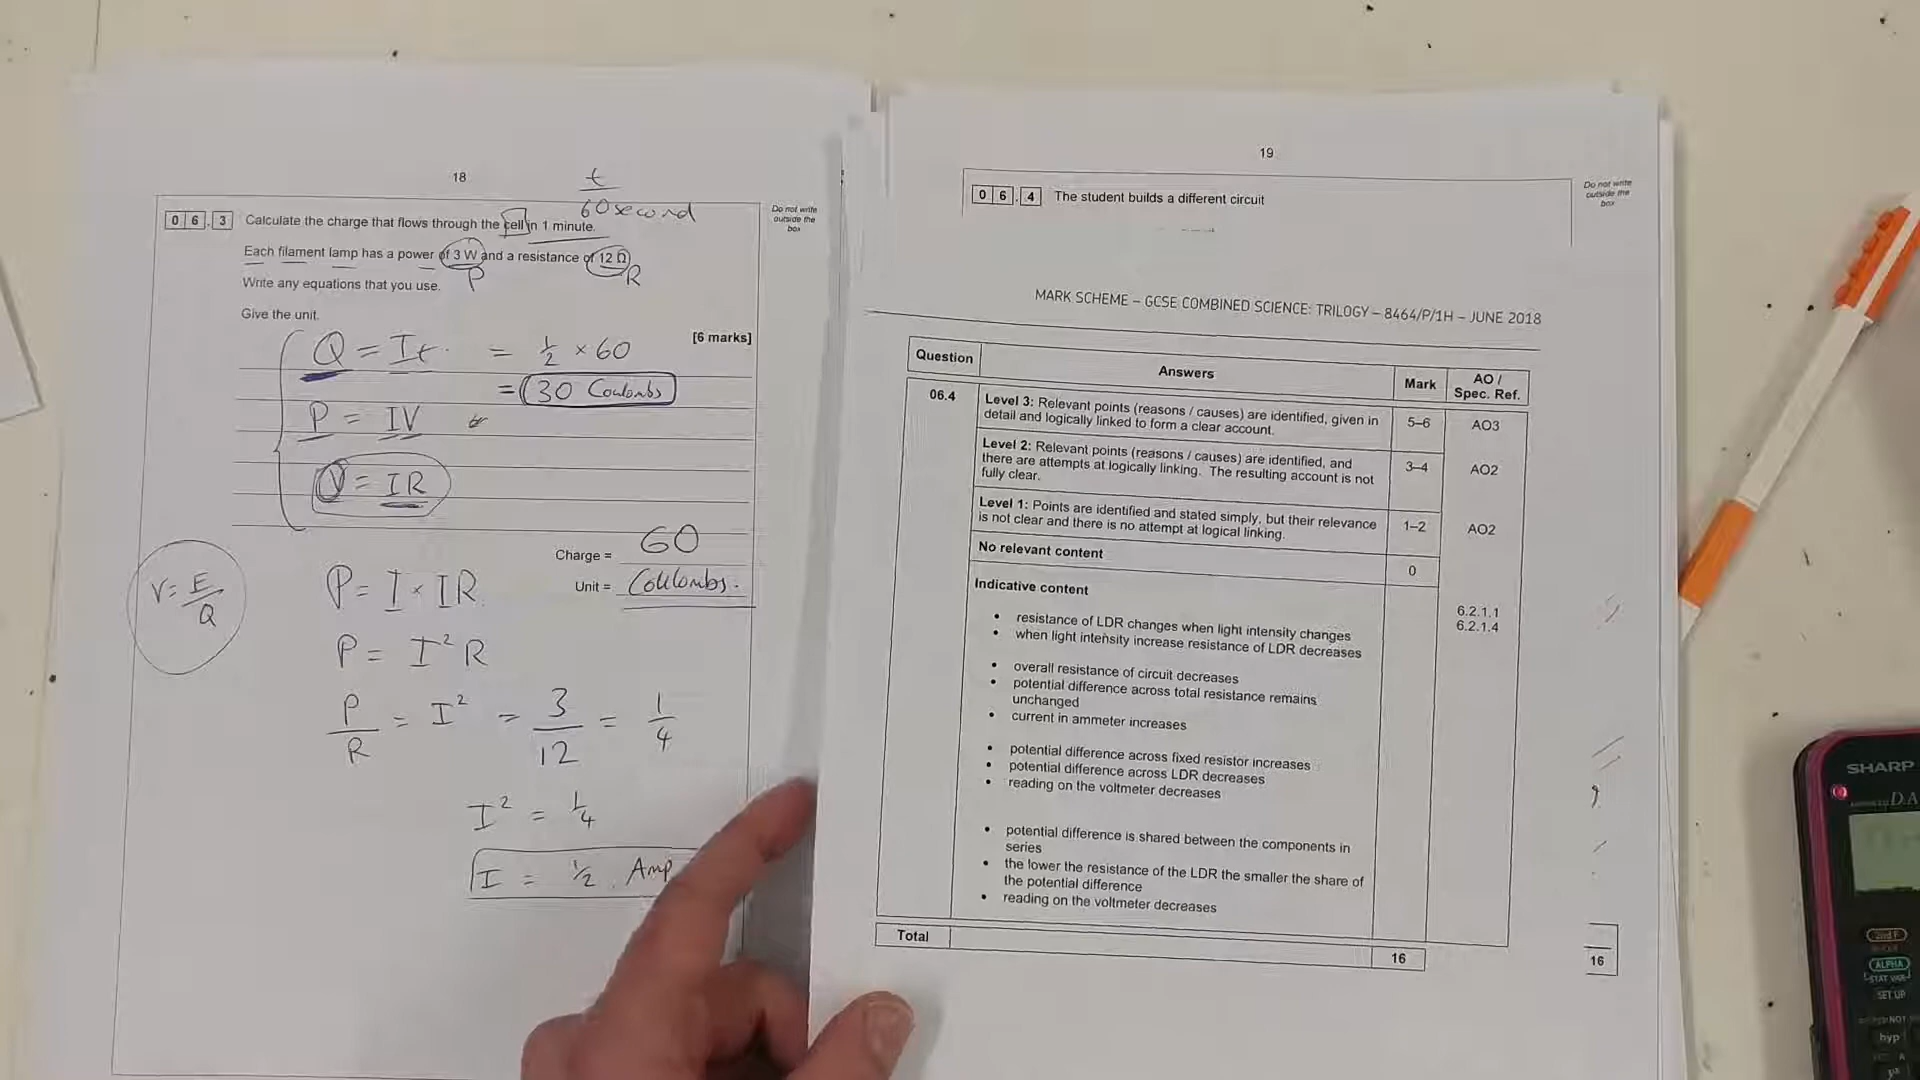 18
t
60 second
Do not write
outside the
box
0 6 . 3 Calculate the charge that flows through the cell in 1 minute.
Each filament lamp has a power of 3 W and a resistance of 12 Ω
P R
Write any equations that you use.
Give the unit.
[6 marks]
Q = It. = 1/2 × 60
= 30 Coulombs
P = IV
V = IR
Charge = 60
Unit = Coulombs.
V = E/Q
P = I × IR
P = I² R
P/R = I² = 3/12 = 1/4
I² = 1/4
I = 1/2 . Amp
19
Do not write
outside the
box
0 6 . 4 The student builds a different circuit
MARK SCHEME – GCSE COMBINED SCIENCE: TRILOGY – 8464/P/1H – JUNE 2018
Question Answers Mark AO /
Spec. Ref.
06.4 Level 3: Relevant points (reasons / causes) are identified, given in 5–6 AO3
detail and logically linked to form a clear account.
Level 2: Relevant points (reasons / causes) are identified, and 3–4 AO2
there are attempts at logically linking. The resulting account is not
fully clear.
Level 1: Points are identified and stated simply, but their relevance 1–2 AO2
is not clear and there is no attempt at logical linking.
No relevant content 0
Indicative content
• resistance of LDR changes when light intensity changes 6.2.1.1
• when light intensity increase resistance of LDR decreases 6.2.1.4
• overall resistance of circuit decreases
• potential difference across total resistance remains
unchanged
• current in ammeter increases
• potential difference across fixed resistor increases
• potential difference across LDR decreases
• reading on the voltmeter decreases
• potential difference is shared between the components in
series
• the lower the resistance of the LDR the smaller the share of
the potential difference
• reading on the voltmeter decreases
Total 16
16
SHARP
D.A
2nd F
ALPHA
STAT VAR
SET UP
hyp